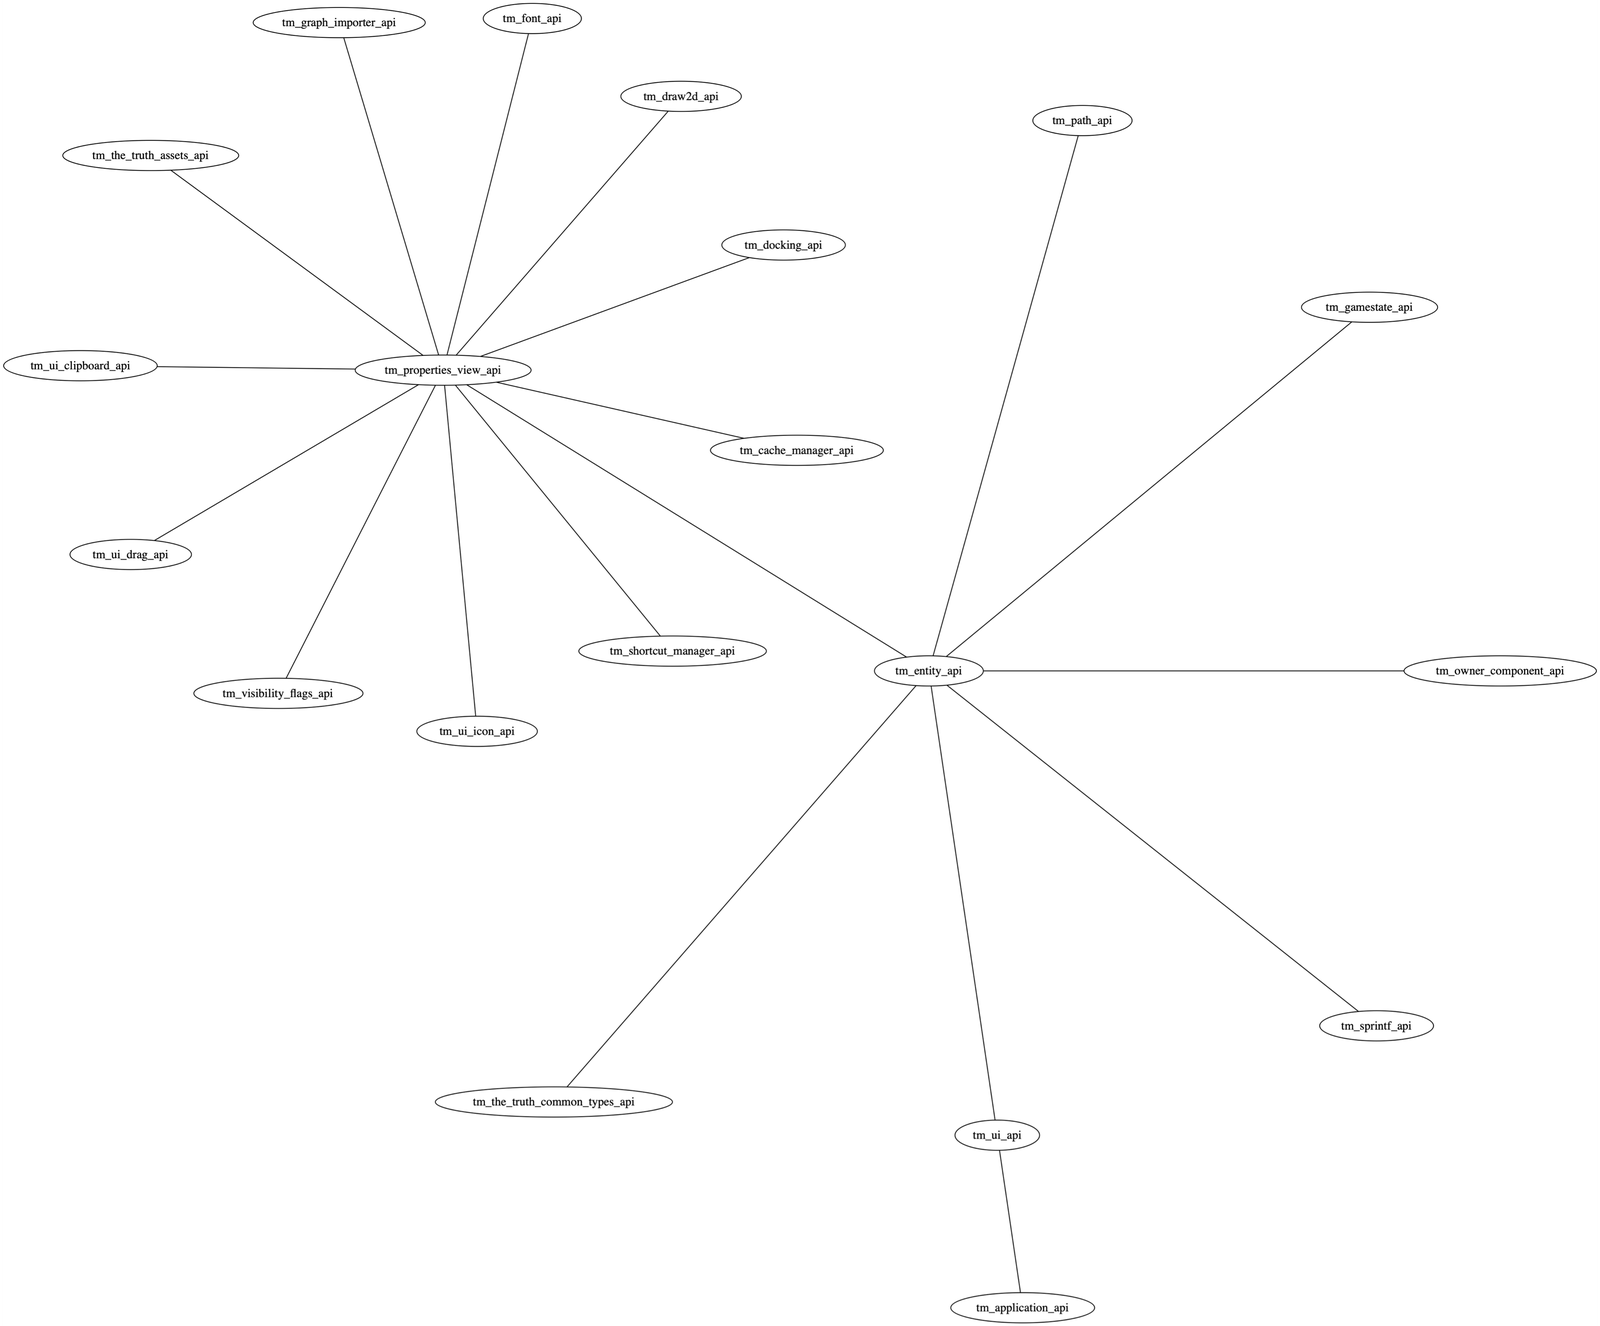 tm_graph_importer_api
tm_font_api
tm_draw2d_api
tm_path_api
tm_the_truth_assets_api
tm_docking_api
tm_gamestate_api
tm_ui_clipboard_api
tm_properties_view_api
tm_cache_manager_api
tm_ui_drag_api
tm_shortcut_manager_api
tm_entity_api
tm_owner_component_api
tm_visibility_flags_api
tm_ui_icon_api
tm_sprintf_api
tm_the_truth_common_types_api
tm_ui_api
tm_application_api